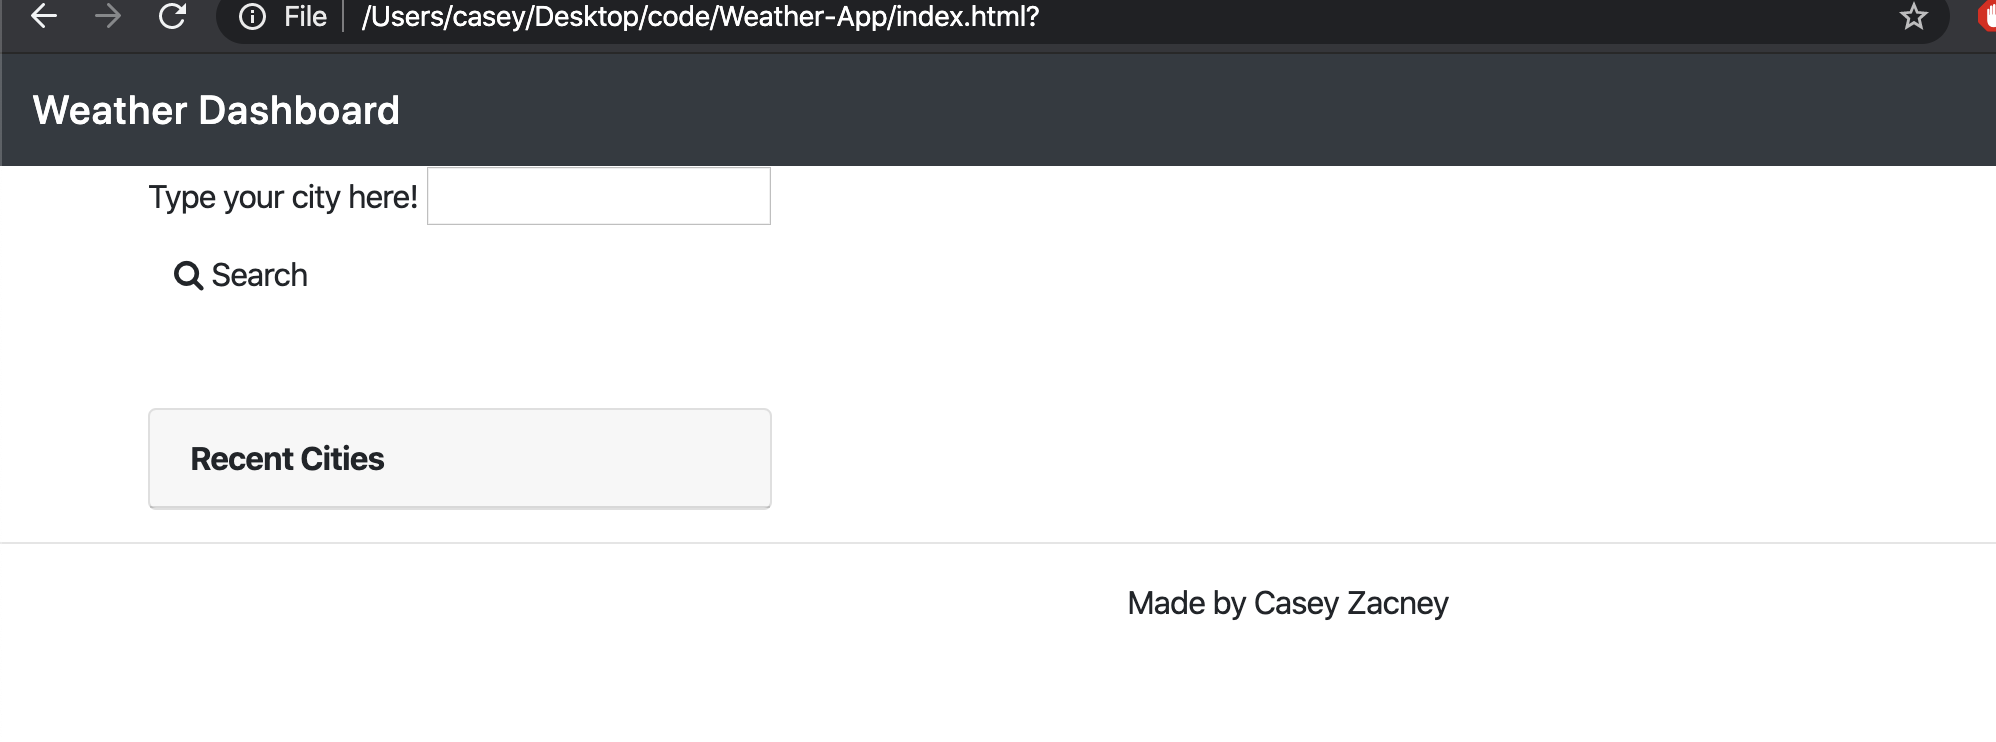 File /Users/casey/Desktop/code/Weather-App/index.html?
Weather Dashboard
Type your city here!
Search
Recent Cities
Made by Casey Zacney